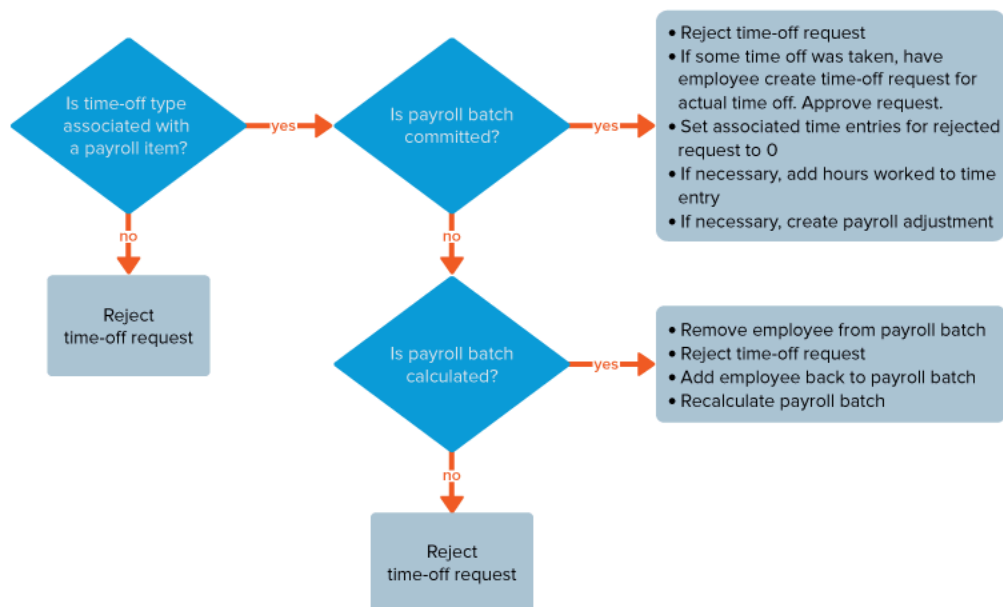 Is time-off type
associated with
a payroll item?
yes
Is payroll batch
committed?
yes
• Reject time-off request
• If some time off was taken, have
employee create time-off request for
actual time off. Approve request.
• Set associated time entries for rejected
request to 0
• If necessary, add hours worked to time
entry
• If necessary, create payroll adjustment
no
no
Reject
time-off request
Is payroll batch
calculated?
yes
• Remove employee from payroll batch
• Reject time-off request
• Add employee back to payroll batch
• Recalculate payroll batch
no
Reject
time-off request